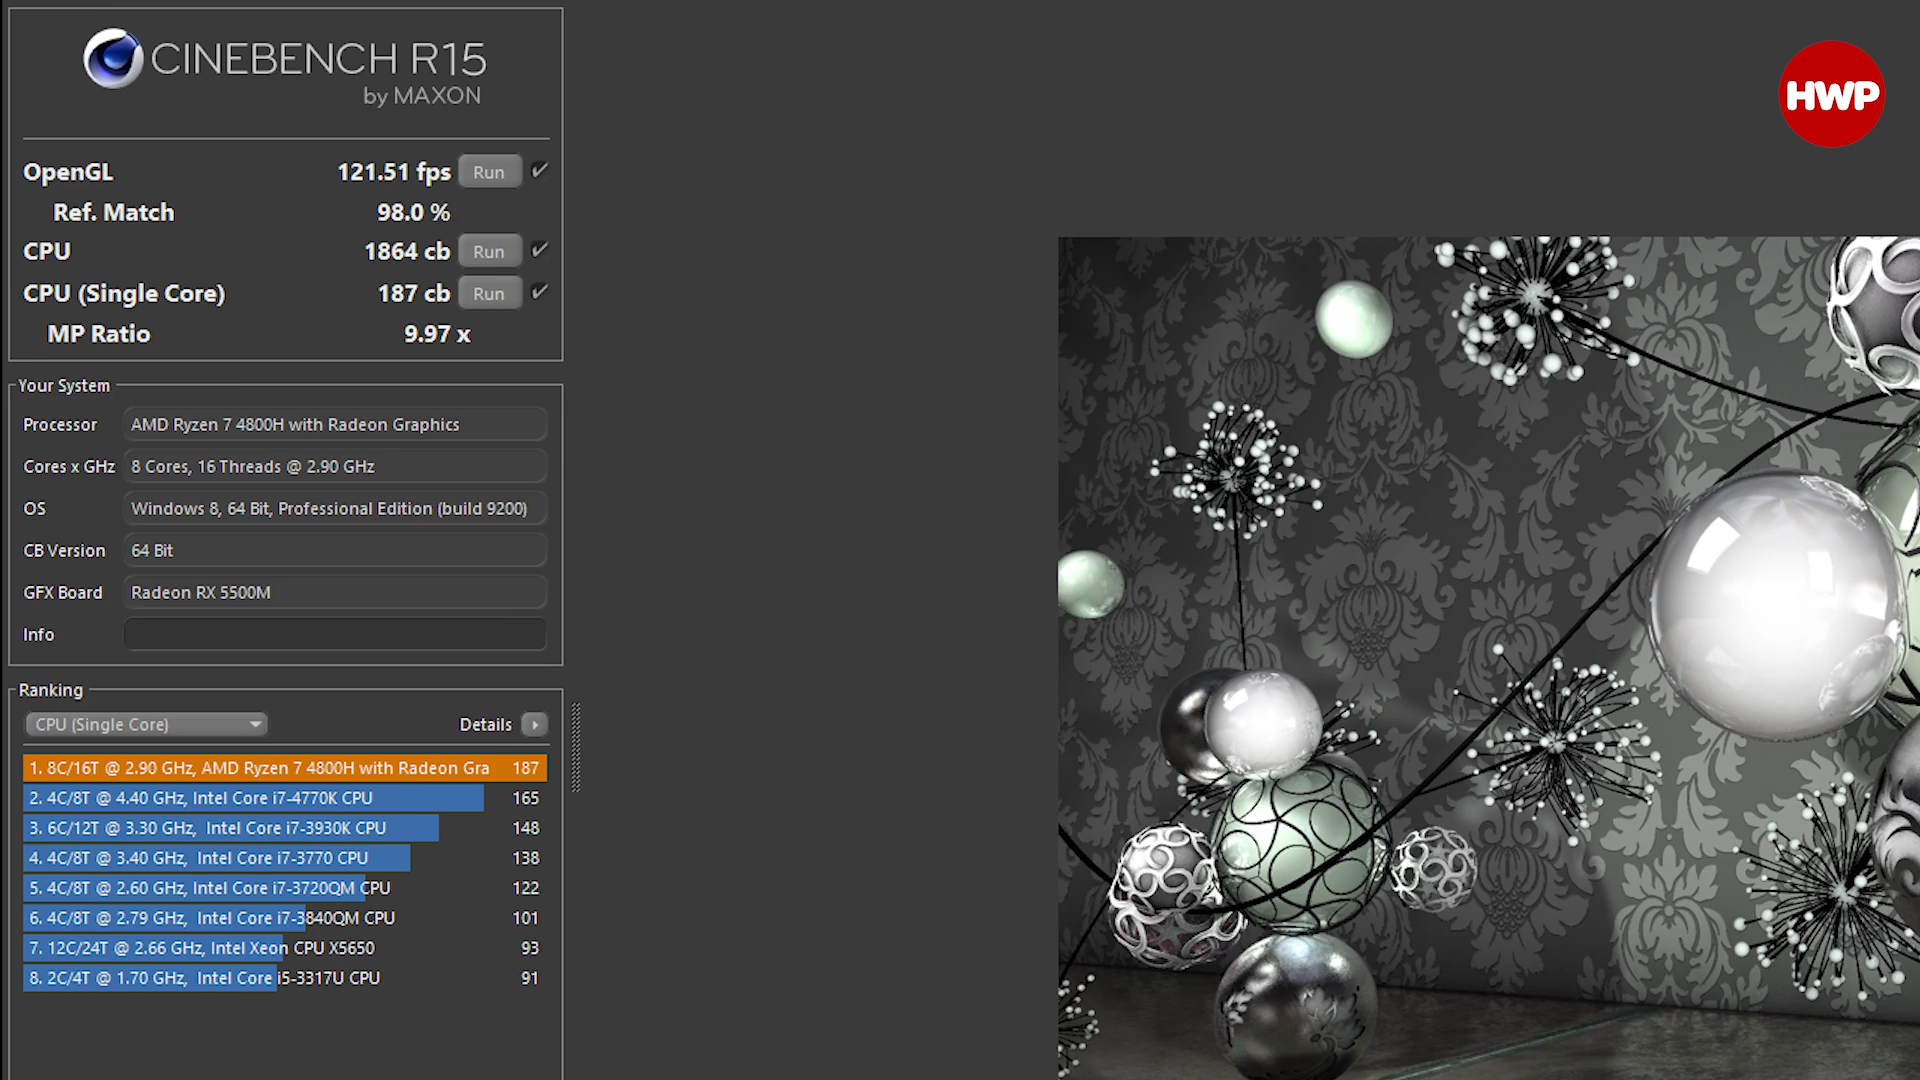 CINEBENCH R15
by MAXON
HWP
OpenGL 121.51 fps Run
Ref. Match 98.0 %
CPU 1864 cb Run
CPU (Single Core) 187 cb Run
MP Ratio 9.97 x
Your System
Processor AMD Ryzen 7 4800H with Radeon Graphics
Cores x GHz 8 Cores, 16 Threads @ 2.90 GHz
OS Windows 8, 64 Bit, Professional Edition (build 9200)
CB Version 64 Bit
GFX Board Radeon RX 5500M
Info
Ranking
CPU (Single Core) Details
1. 8C/16T @ 2.90 GHz, AMD Ryzen 7 4800H with Radeon Gra 187
2. 4C/8T @ 4.40 GHz, Intel Core i7-4770K CPU 165
3. 6C/12T @ 3.30 GHz, Intel Core i7-3930K CPU 148
4. 4C/8T @ 3.40 GHz, Intel Core i7-3770 CPU 138
5. 4C/8T @ 2.60 GHz, Intel Core i7-3720QM CPU 122
6. 4C/8T @ 2.79 GHz, Intel Core i7-3840QM CPU 101
7. 12C/24T @ 2.66 GHz, Intel Xeon CPU X5650 93
8. 2C/4T @ 1.70 GHz, Intel Core i5-3317U CPU 91